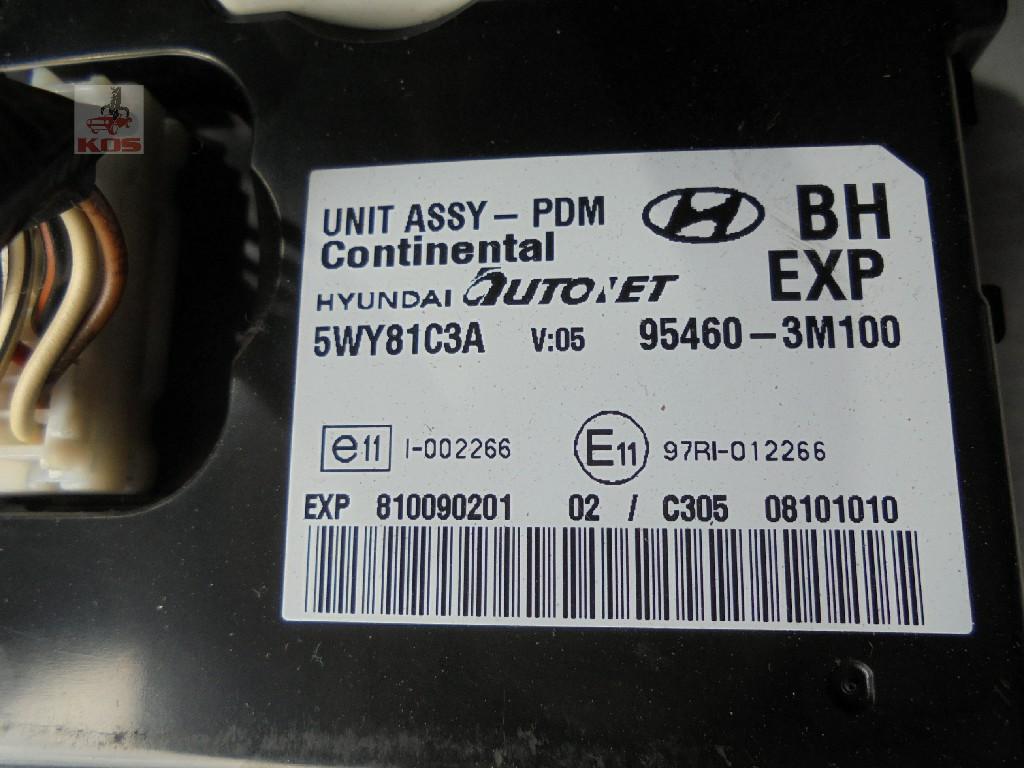 KOS
UNIT ASSY - PDM
BH
Continental
EXP
HYUNDAI AUTONET
5WY81C3A V:05 95460-3M100
e11 I-002266 E11 97RI-012266
EXP 810090201 02 / C305 08101010